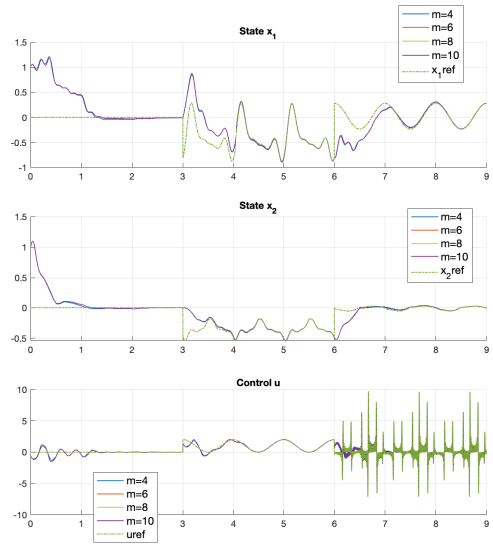 m=4
m=6
m=8
m=10
x₁ref
State x₁
1.5
1
0.5
0
-0.5
-1
0 1 2 3 4 5 6 7 8 9
State x₂
m=4
m=6
m=8
m=10
x₂ref
1.5
1
0.5
0
-0.5
0 1 2 3 4 5 6 7 8 9
Control u
10
5
0
-5
-10
0 1 2 3 4 5 6 7 8 9
m=4
m=6
m=8
m=10
uref